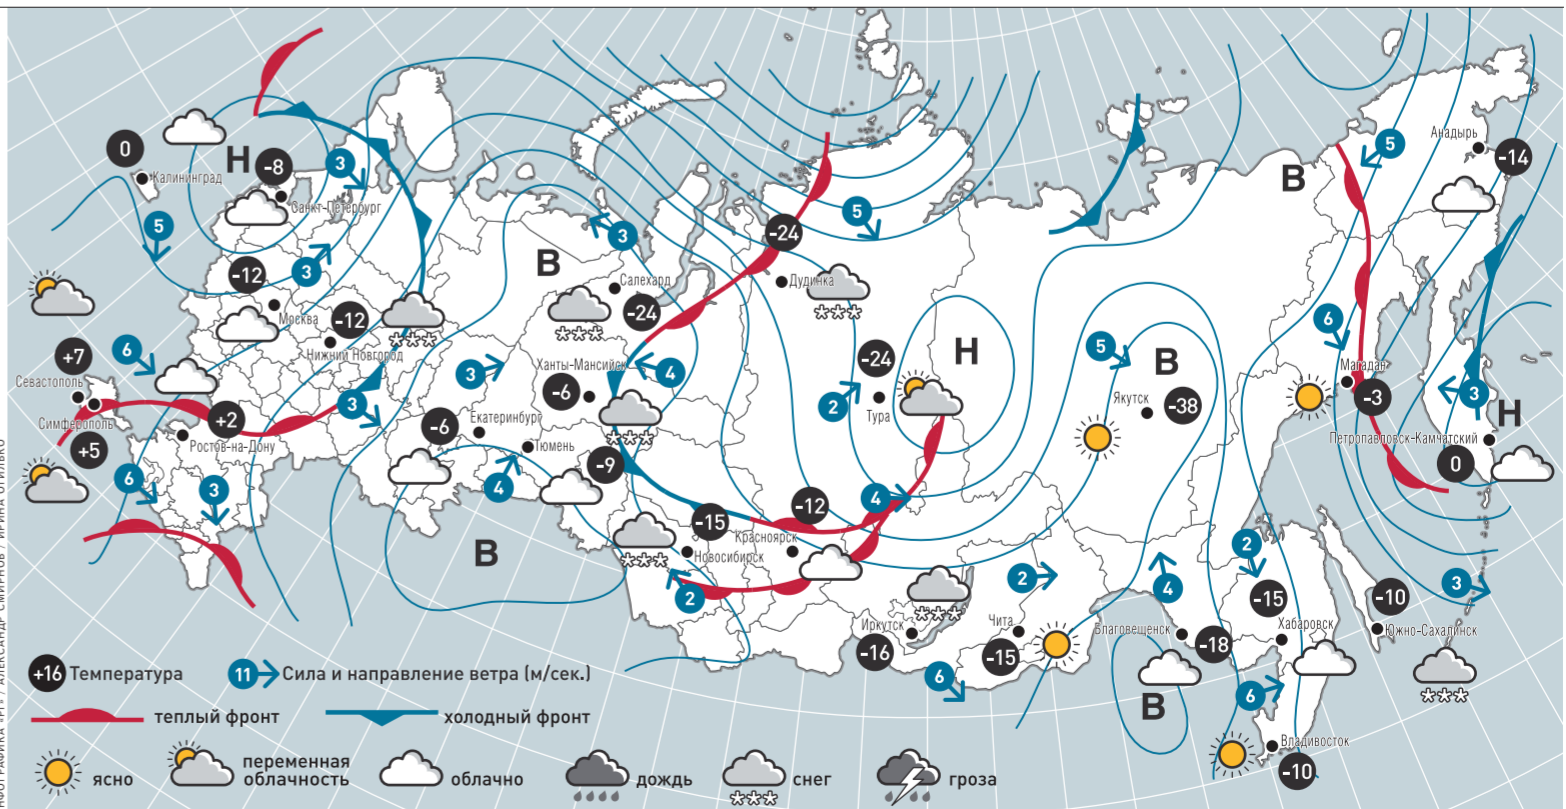 Анадырь
-14
5
В
0
Калининград
Н
-8
Санкт-Петербург
3
5
3
-12
Москва
-12
Нижний Новгород
3
В
Салехард
-24
-24
Дудинка
5
6
+7
Севастополь
Симферополь
+5
+2
Ростов-на-Дону
3
6
3
3
Ханты-Мансийск
-6
4
Екатеринбург
-6
Тюмень
4
-9
В
-24
2
Тура
Н
4
5
В
Якутск
-38
6
Магадан
-3
3
Н
Петропавловск-Камчатский
0
-15
Новосибирск
-12
Красноярск
2
Иркутск
-16
6
2
Чита
-15
4
Благовещенск
-18
В
2
-15
Хабаровск
-10
Южно-Сахалинск
3
6
Владивосток
-10
+16 Температура
11 Сила и направление ветра (м/сек.)
теплый фронт
холодный фронт
ясно
переменная
облачность
облачно
дождь
снег
гроза
АЛЕКСАНДР СМИРНОВ / ИРИНА ОГИЛЬКО